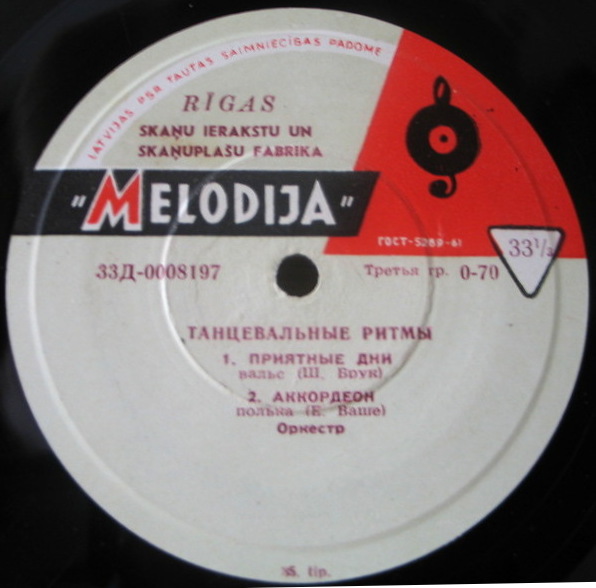 LATVIJAS PSR TAUTAS SAIMNIECĪBAS PADOME
RĪGAS
SKAŅU IERAKSTU UN
SKAŅUPLAŠU FABRIKA
"MELODIJA"
ГОСТ-5289-61
33⅓
33Д-0008197
Третья гр. 0-70
ТАНЦЕВАЛЬНЫЕ РИТМЫ
1. ПРИЯТНЫЕ ДНИ
вальс (Ш. Брук)
2. АККОРДЕОН
полька (Е. Ваше)
Оркестр
35. tip.